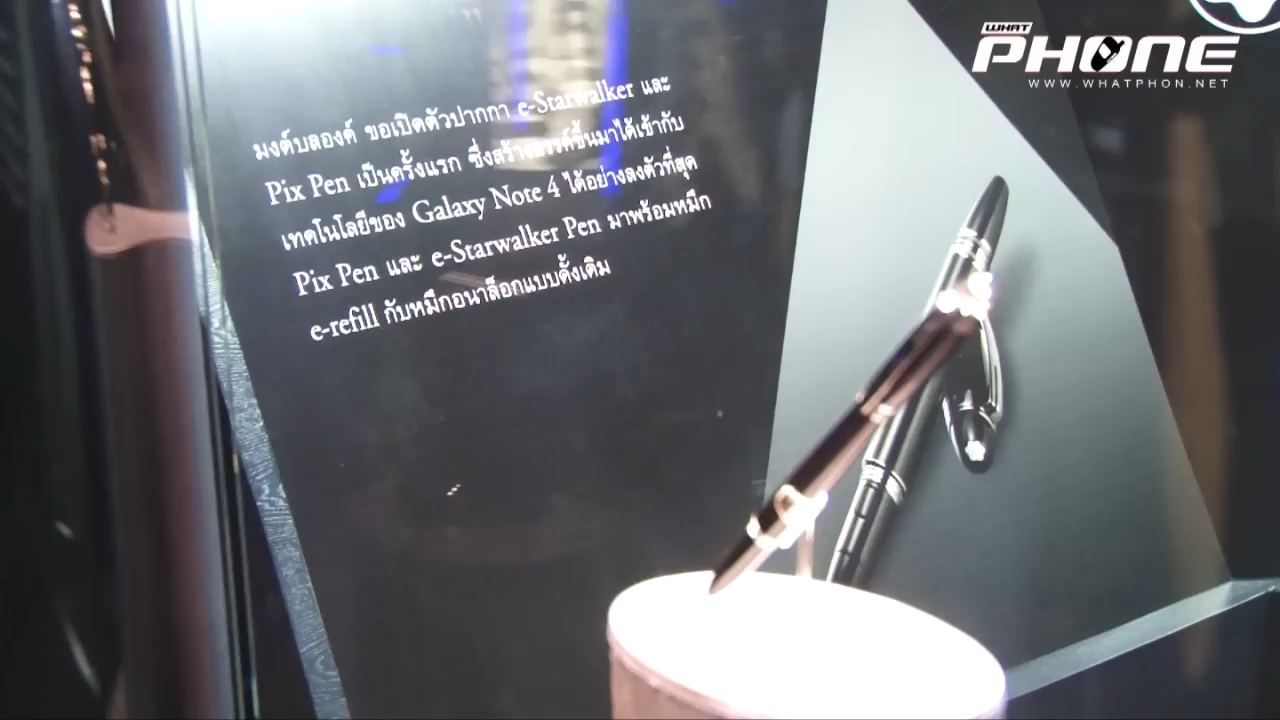 WHAT
PHONE
WWW.WHATPHON.NET
มงต์บลองค์ ขอเปิดตัวปากกา e-Starwalker และ
Pix Pen เป็นครั้งแรก ซึ่งสร้างสรรค์ขึ้นมาได้เข้ากับ
เทคโนโลยีของ Galaxy Note 4 ได้อย่างลงตัวที่สุด
Pix Pen และ e-Starwalker Pen มาพร้อมหมึก
e-refill กับหมึกอนาล็อกแบบดั้งเดิม